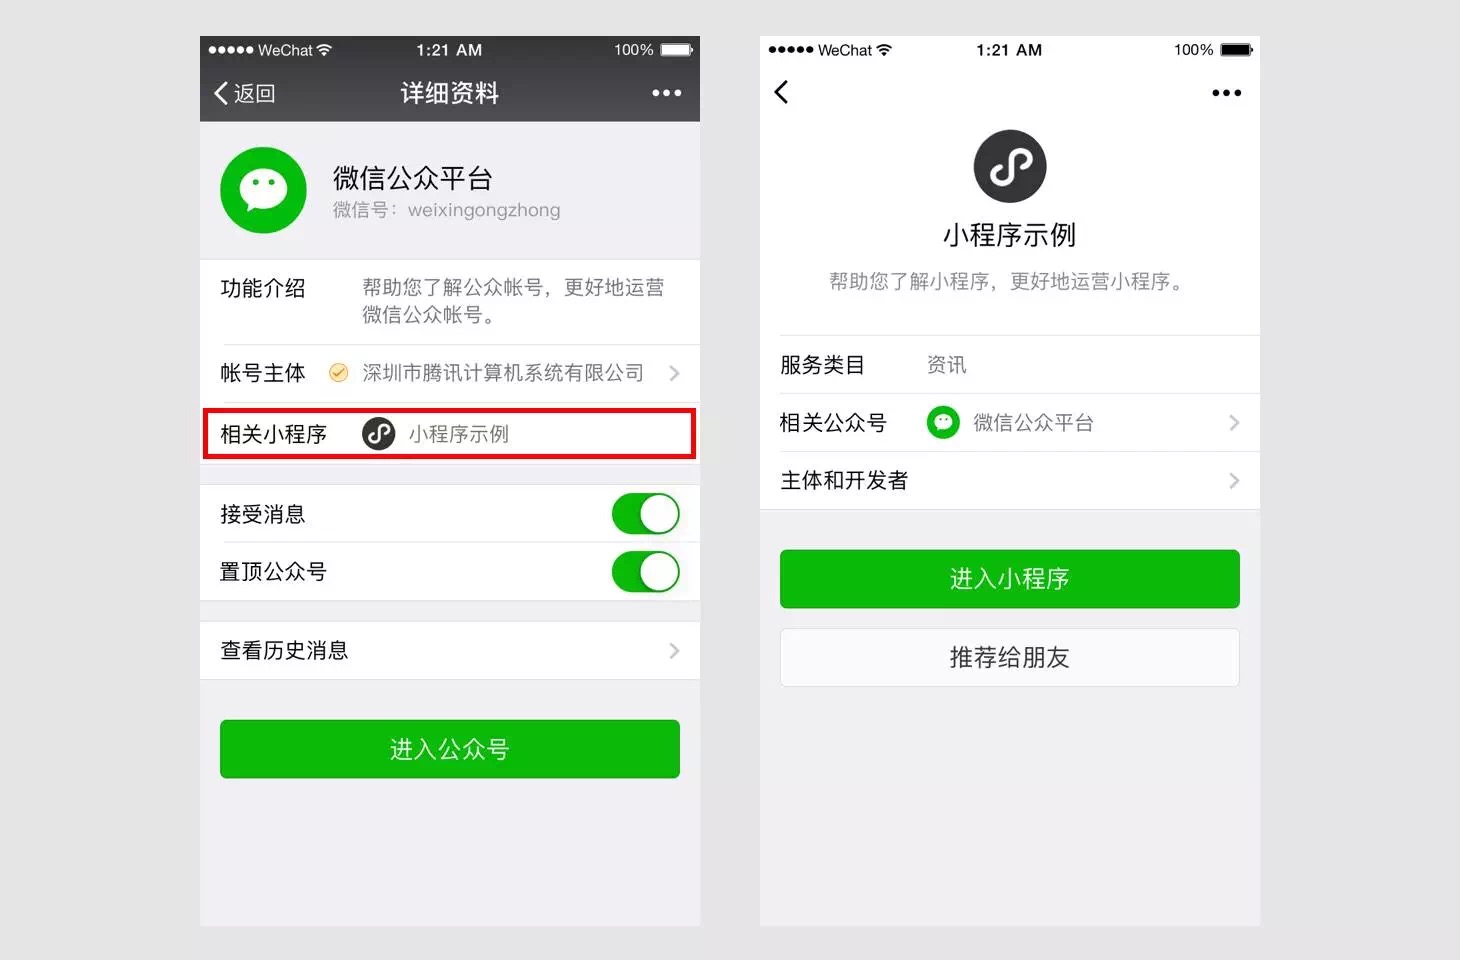 WeChat 1:21 AM 100%
返回 详细资料
微信公众平台
微信号：weixingongzhong
功能介绍 帮助您了解公众帐号，更好地运营
微信公众帐号。
帐号主体 深圳市腾讯计算机系统有限公司
相关小程序 小程序示例
接受消息
置顶公众号
查看历史消息
进入公众号
WeChat 1:21 AM 100%
小程序示例
帮助您了解小程序，更好地运营小程序。
服务类目 资讯
相关公众号 微信公众平台
主体和开发者
进入小程序
推荐给朋友